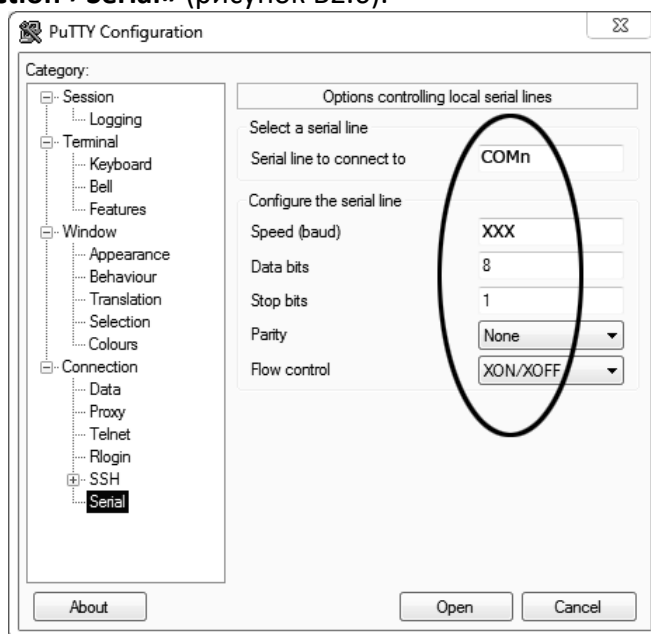 ction›Serial» (рисунок
PuTTY Configuration
Category:
Session
Logging
Terminal
Keyboard
Bell
Features
Window
Appearance
Behaviour
Translation
Selection
Colours
Connection
Data
Proxy
Telnet
Rlogin
SSH
Serial
Options controlling local serial lines
Select a serial line
Serial line to connect to COMn
Configure the serial line
Speed (baud) XXX
Data bits 8
Stop bits 1
Parity None
Flow control XON/XOFF
About Open Cancel